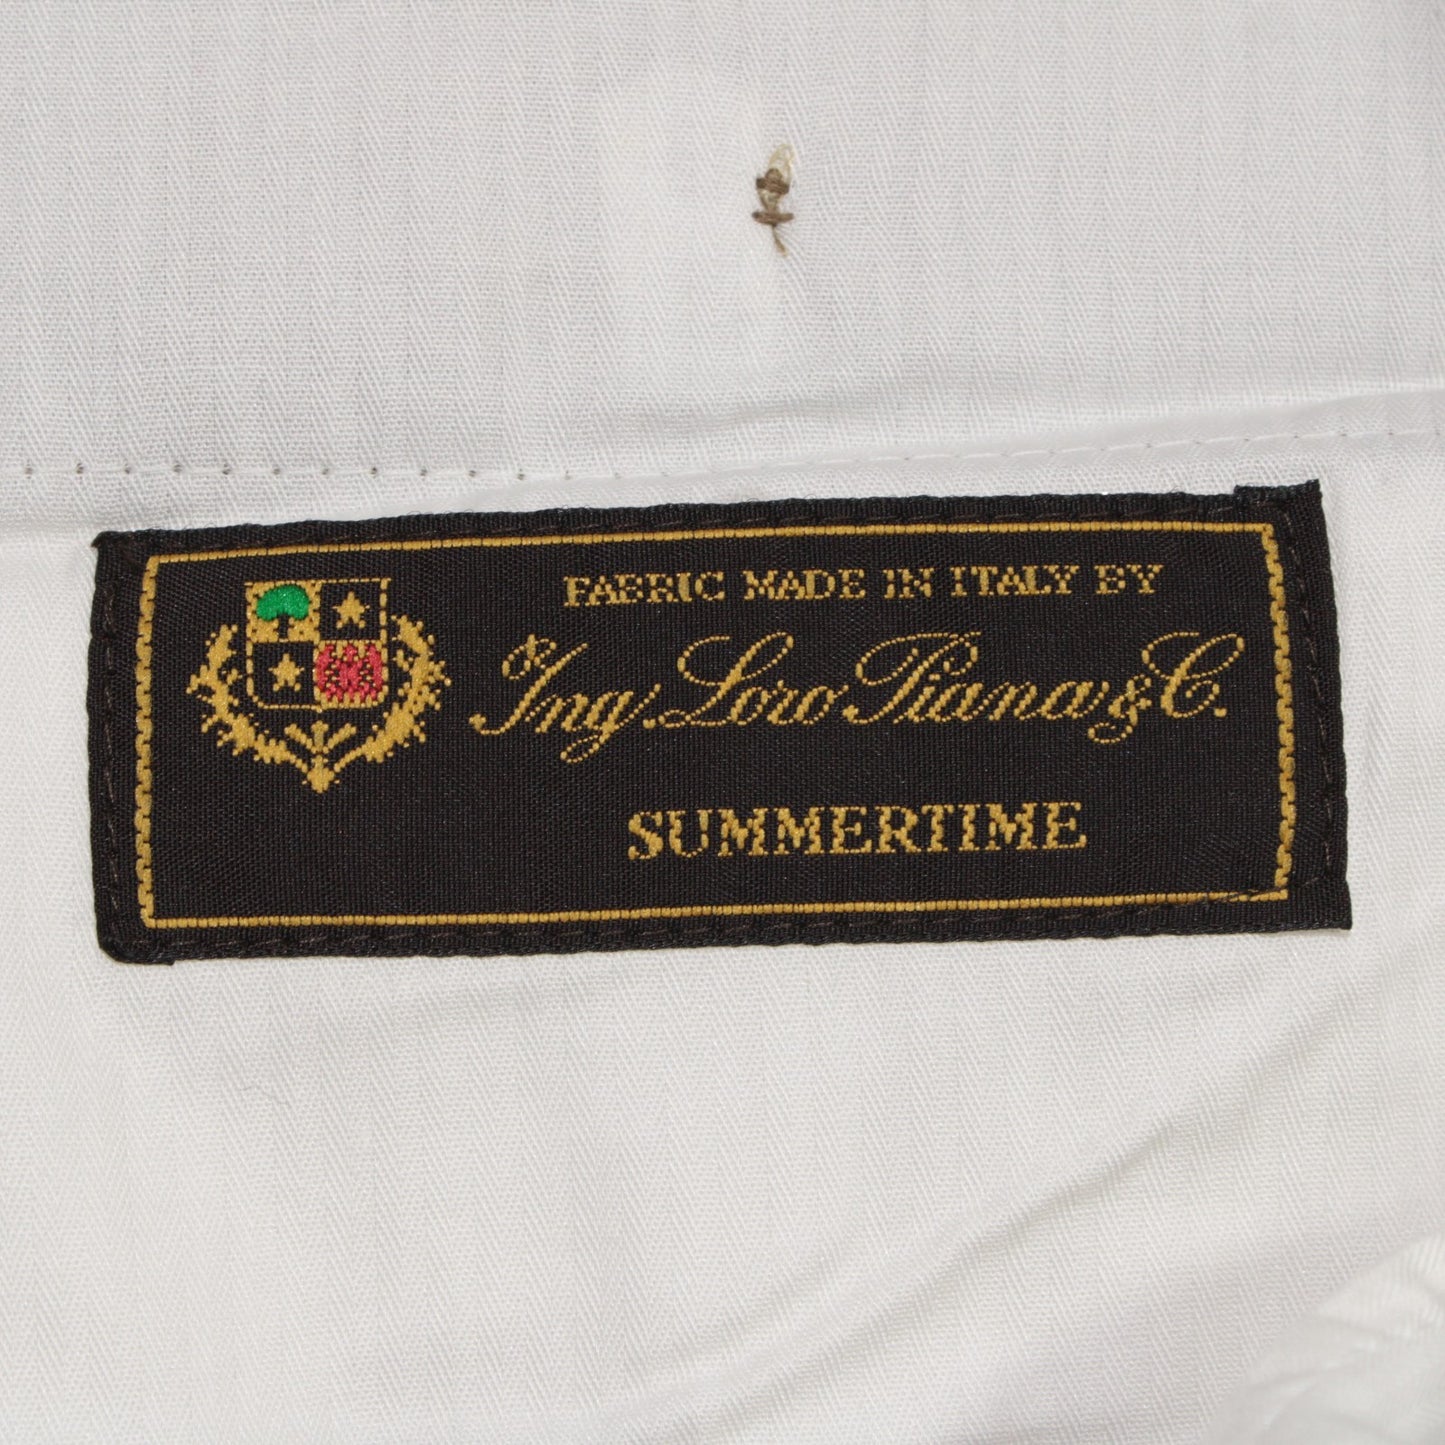 FABRIC MADE IN ITALY BY
Ing. Loro Piana & C.
SUMMERTIME